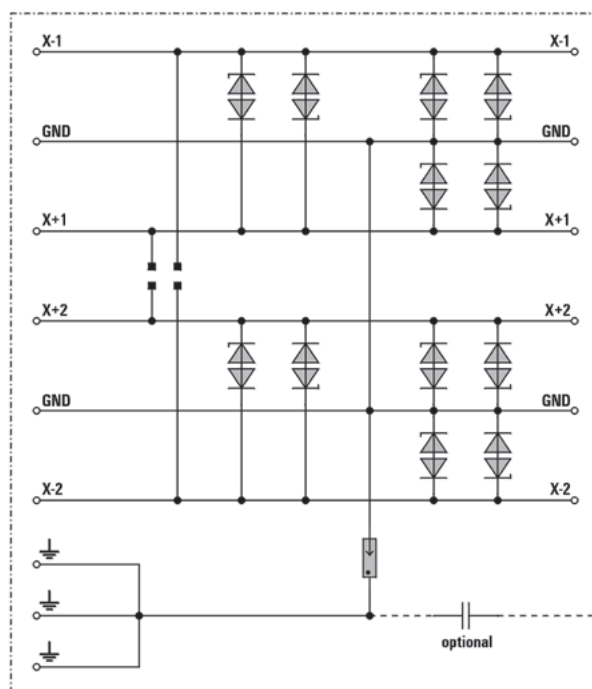 X-1 X-1
GND GND
X+1 X+1
X+2 X+2
GND GND
X-2 X-2
optional